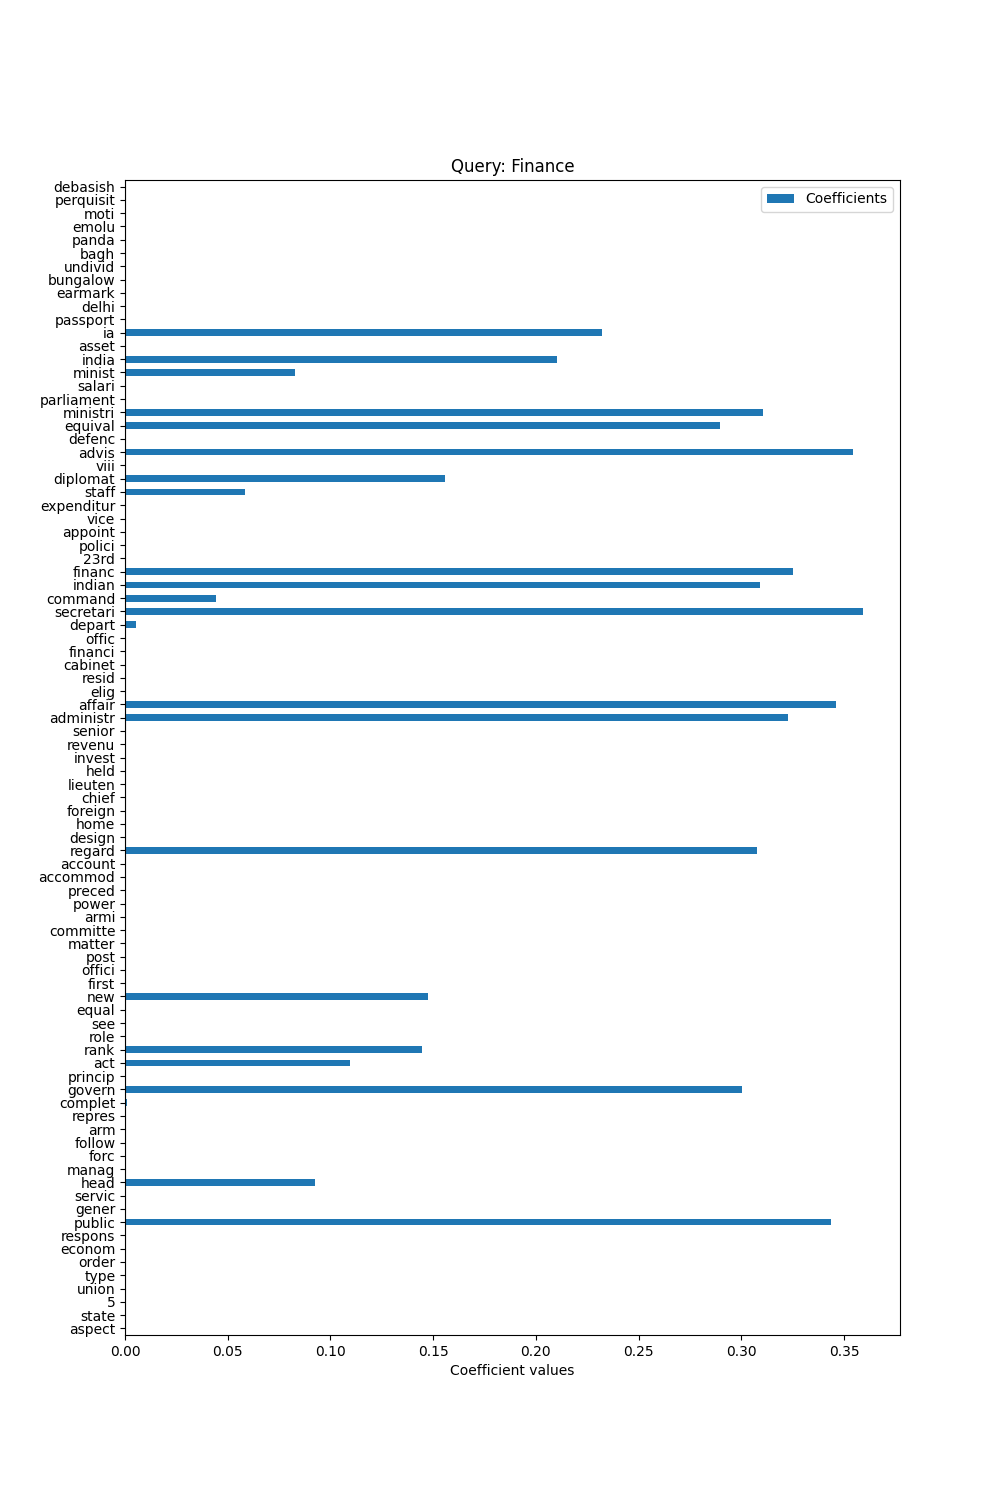 Query: Finance
Coefficients
debasish
perquisit
moti
emolu
panda
bagh
undivid
bungalow
earmark
delhi
passport
ia
asset
india
minist
salari
parliament
ministri
equival
defenc
advis
viii
diplomat
staff
expenditur
vice
appoint
polici
23rd
financ
indian
command
secretari
depart
offic
financi
cabinet
resid
elig
affair
administr
senior
revenu
invest
held
lieuten
chief
foreign
home
design
regard
account
accommod
preced
power
armi
committe
matter
post
offici
first
new
equal
see
role
rank
act
princip
govern
complet
repres
arm
follow
forc
manag
head
servic
gener
public
respons
econom
order
type
union
5
state
aspect
0.00 0.05 0.10 0.15 0.20 0.25 0.30 0.35
Coefficient values